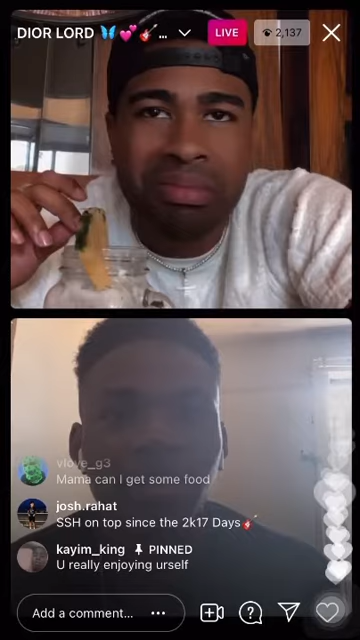 DIOR LORD 🦋💕🎸...
LIVE
2,137
vlove_g3
Mama can I get some food
josh.rahat
SSH on top since the 2k17 Days🎸
kayim_king PINNED
U really enjoying urself
Add a comment...